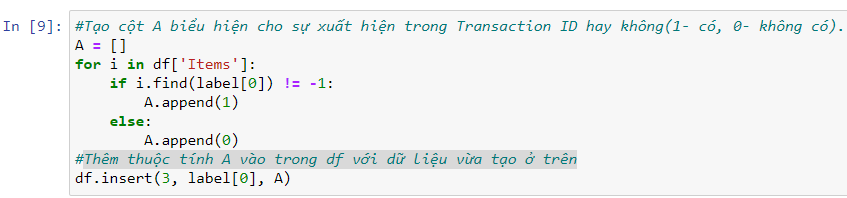 In [9]: #Tạo cột A biểu hiện cho sự xuất hiện trong Transaction ID hay không(1- có, 0- không có).
A = []
for i in df['Items']:
    if i.find(label[0]) != -1:
        A.append(1)
    else:
        A.append(0)
#Thêm thuộc tính A vào trong df với dữ liệu vừa tạo ở trên
df.insert(3, label[0], A)